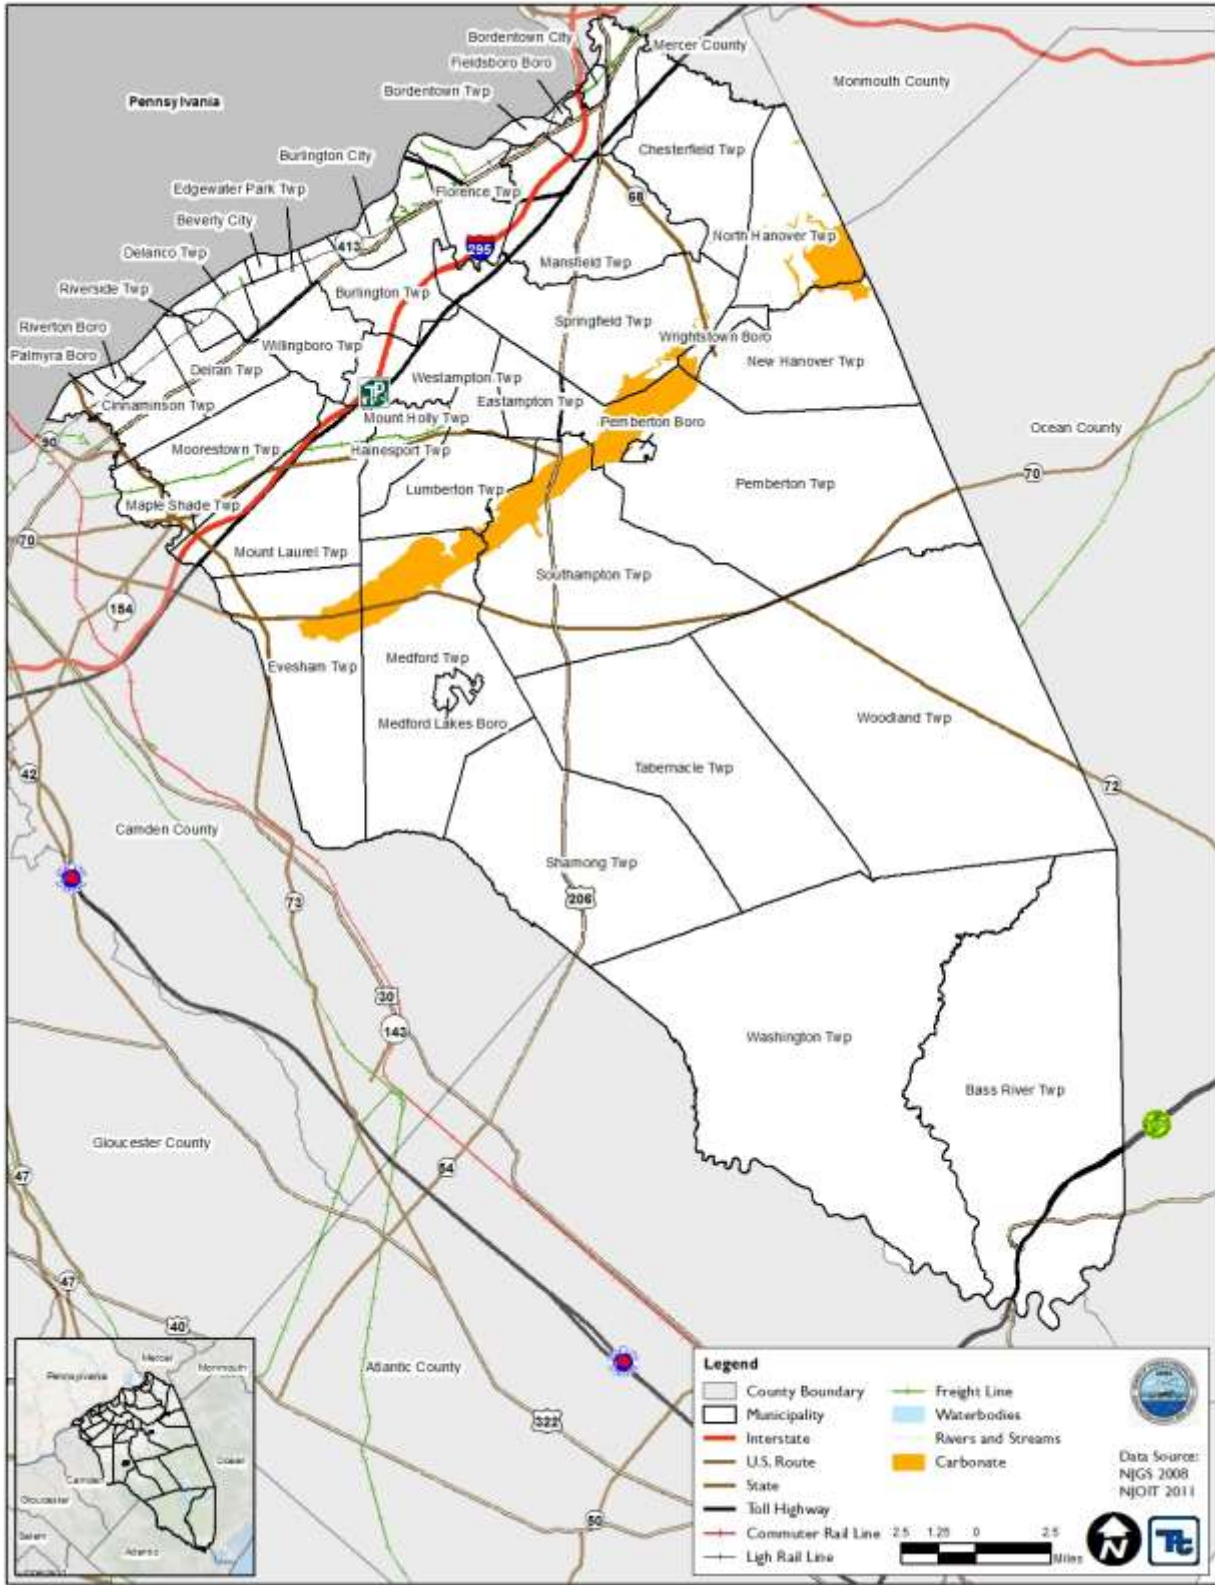 Bordentown City
Mercer County
Fieldsboro Boro
Monmouth County
Bordentown Twp
Pennsylvania
Chesterfield Twp
Burlington City
Florence Twp
Edgewater Park Twp
68
Beverly City
North Hanover Twp
413
295
Delanco Twp
Mansfield Twp
Riverside Twp
Burlington Twp
Springfield Twp
Riverton Boro
Willingboro Twp
Wrightstown Boro
Palmyra Boro
New Hanover Twp
Delran Twp
Westampton Twp
Eastampton Twp
Cinnaminson Twp
Mount Holly Twp
Pemberton Boro
Ocean County
90
Moorestown Twp
Hainesport Twp
70
Lumberton Twp
Pemberton Twp
Maple Shade Twp
70
Mount Laurel Twp
Southampton Twp
154
Medford Twp
Evesham Twp
Woodland Twp
Medford Lakes Boro
Tabernacle Twp
42
72
Camden County
Shamong Twp
206
73
30
143
Washington Twp
Bass River Twp
Gloucester County
54
47
47
40
Atlantic County
322
50
Mercer
Monmouth
Pennsylvania
Ocean
Camden
Gloucester
Salem
Atlantic
Legend
County Boundary
Municipality
Interstate
U.S. Route
State
Toll Highway
Commuter Rail Line
Ligh Rail Line
Freight Line
Waterbodies
Rivers and Streams
Carbonate
Data Source:
NJGS 2008
NJOIT 2011
2.5 1.25 0 2.5
Miles
N